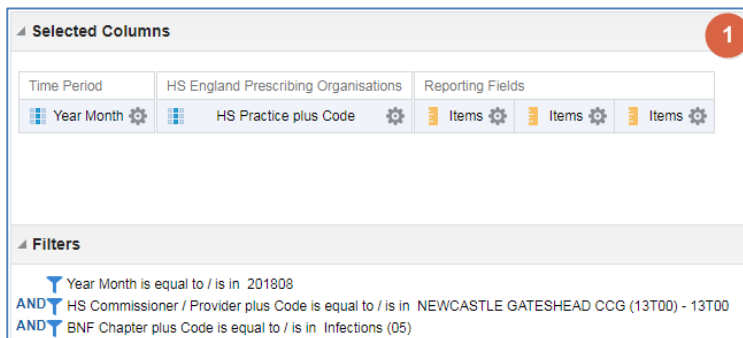 Selected Columns
1
Time Period HS England Prescribing Organisations Reporting Fields
Year Month HS Practice plus Code Items Items Items
Filters
Year Month is equal to / is in 201808
AND HS Commissioner / Provider plus Code is equal to / is in NEWCASTLE GATESHEAD CCG (13T00) - 13T00
AND BNF Chapter plus Code is equal to / is in Infections (05)